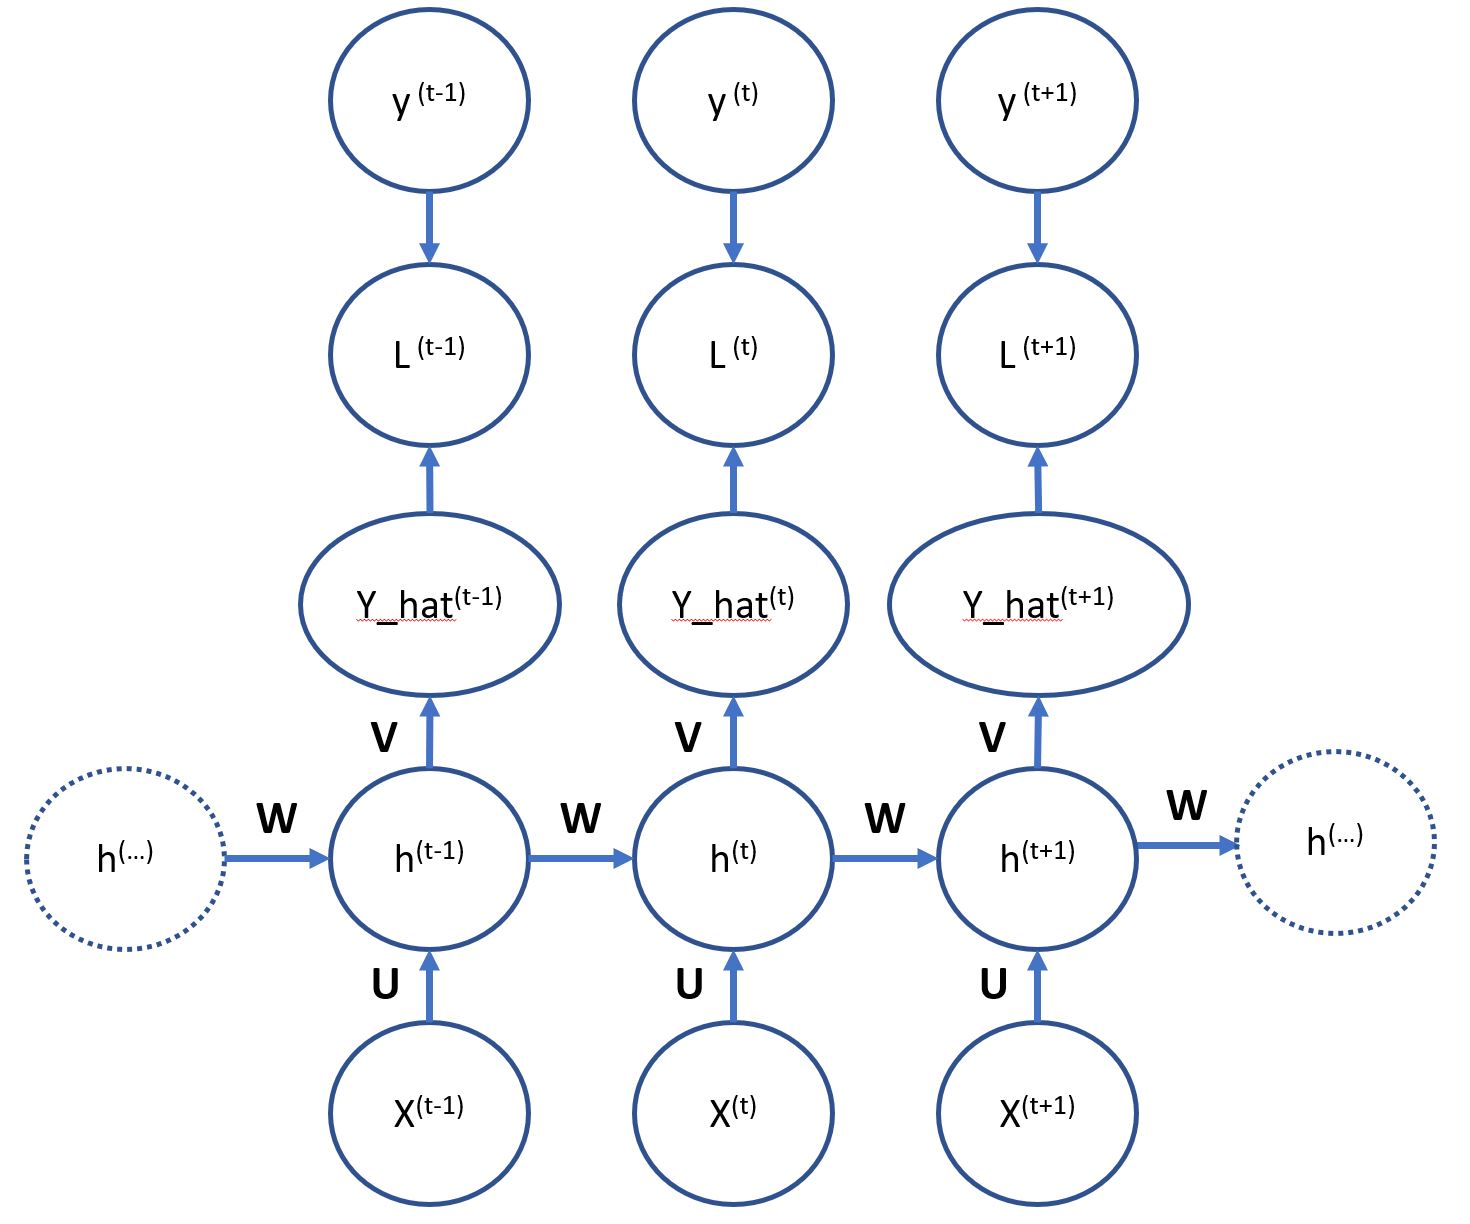 y (t-1) y (t) y (t+1)
L (t-1) L (t) L (t+1)
Y_hat(t-1) Y_hat(t) Y_hat(t+1)
V V V
W W W W
h(...) h(t-1) h(t) h(t+1) h(...)
U U U
X(t-1) X(t) X(t+1)